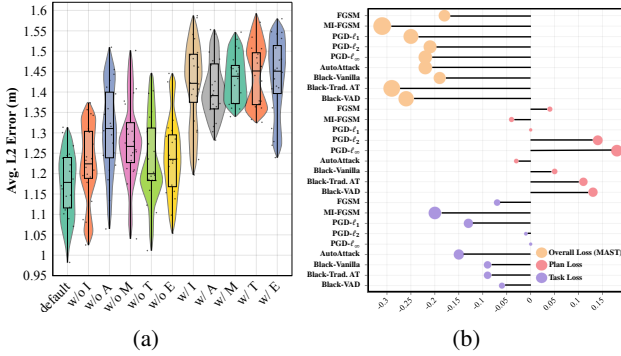 Avg. L2 Error (m)
1.6
1.55
1.5
1.45
1.4
1.35
1.3
1.25
1.2
1.15
1.1
1.05
1
0.95
default
w/o I
w/o A
w/o M
w/o T
w/o E
w/ I
w/ A
w/ M
w/ T
w/ E
(a)
FGSM
MI-FGSM
PGD-ℓ₁
PGD-ℓ₂
PGD-ℓ∞
AutoAttack
Black-Vanilla
Black-Trad. AT
Black-VAD
FGSM
MI-FGSM
PGD-ℓ₁
PGD-ℓ₂
PGD-ℓ∞
AutoAttack
Black-Vanilla
Black-Trad. AT
Black-VAD
FGSM
MI-FGSM
PGD-ℓ₁
PGD-ℓ₂
PGD-ℓ∞
AutoAttack
Black-Vanilla
Black-Trad. AT
Black-VAD
Overall Loss (MAST)
Plan Loss
Task Loss
-0.3
-0.25
-0.2
-0.15
-0.1
-0.05
0.0
0.05
0.1
0.15
(b)